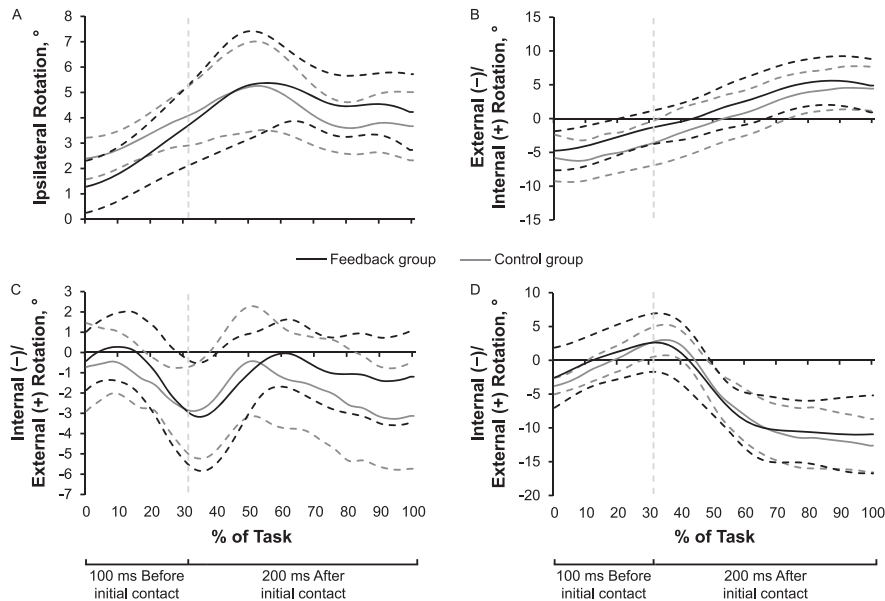 A
Ipsilateral Rotation, °
8
7
6
5
4
3
2
1
0
B
External (−)/
Internal (+) Rotation, °
15
10
5
0
-5
-10
-15
Feedback group
Control group
C
Internal (−)/
External (+) Rotation, °
3
2
1
0
-1
-2
-3
-4
-5
-6
-7
0 10 20 30 40 50 60 70 80 90 100
% of Task
100 ms Before
initial contact
200 ms After
initial contact
D
Internal (−)/
External (+) Rotation, °
10
5
0
-5
-10
-15
-20
0 10 20 30 40 50 60 70 80 90 100
% of Task
100 ms Before
initial contact
200 ms After
initial contact